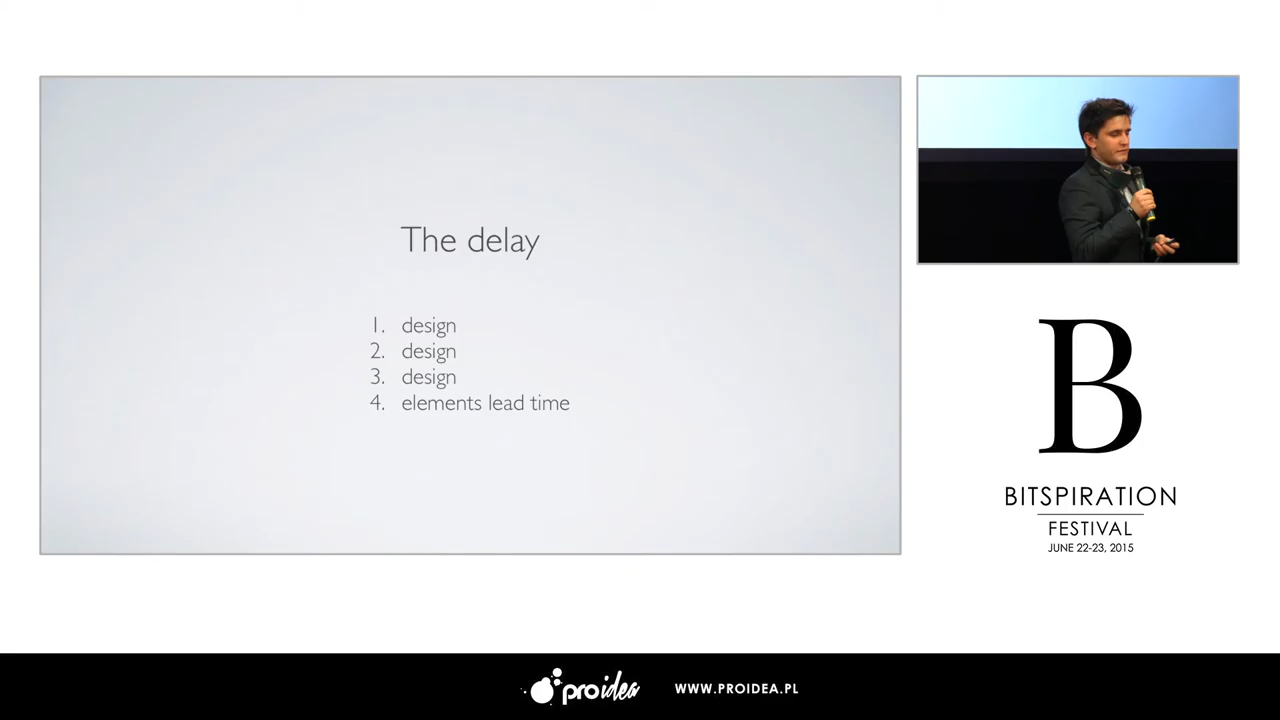 The delay
1. design
2. design
3. design
4. elements lead time
B
BITSPIRATION
FESTIVAL
JUNE 22-23, 2015
proidea
WWW.PROIDEA.PL